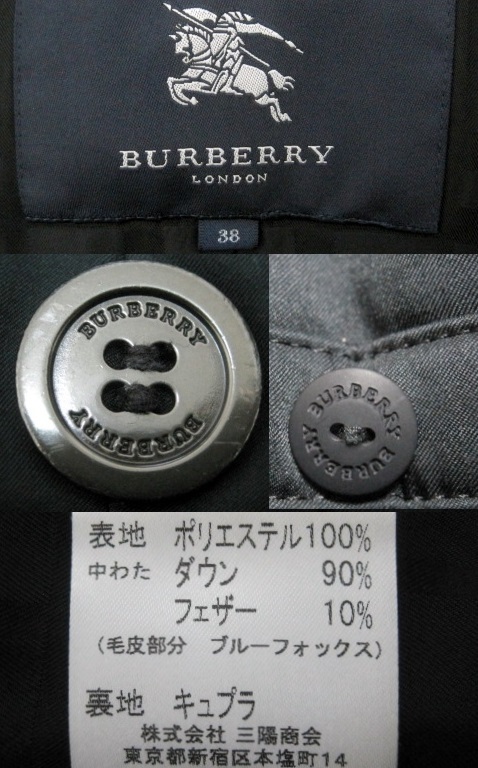 BURBERRY
LONDON
38
BURBERRY
BURBERRY
BURBERRY BURBERRY
表地 ポリエステル100%
中わた ダウン 90%
フェザー 10%
(毛皮部分 ブルーフォックス)
裏地 キュプラ
株式会社 三陽商会
東京都新宿区本塩町14